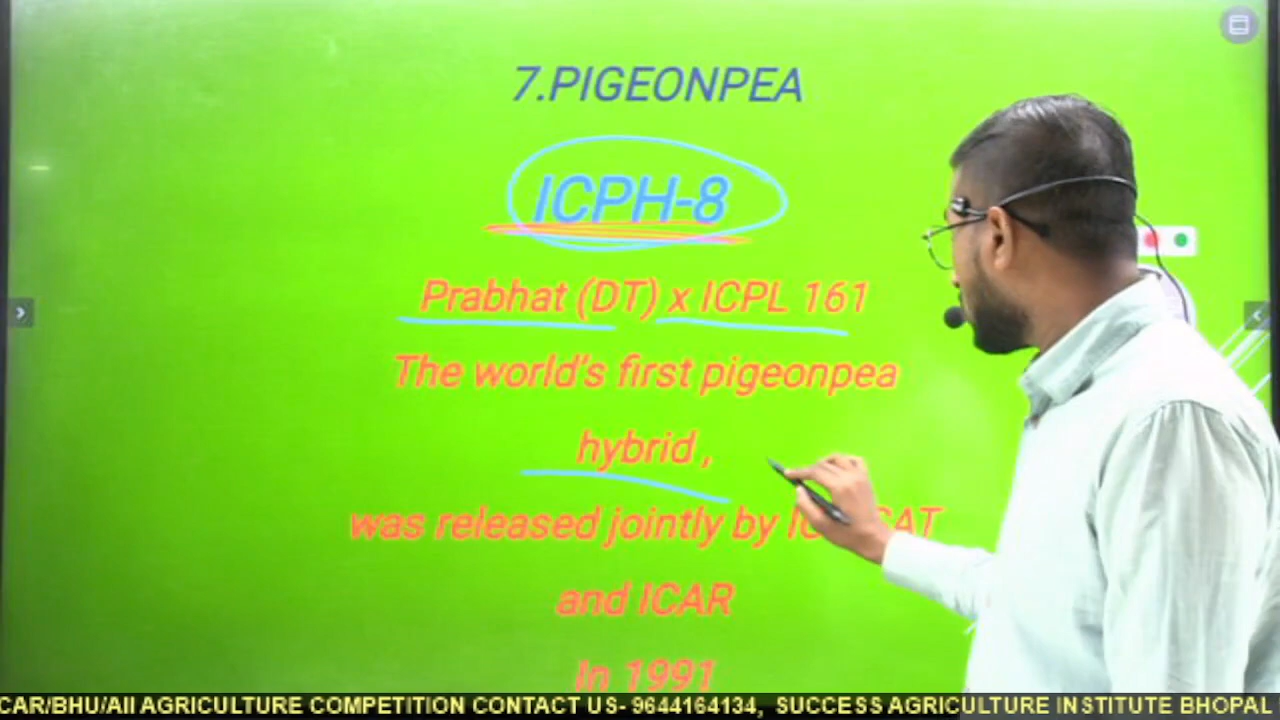 7.PIGEONPEA
ICPH-8
Prabhat (DT) x ICPL 161
The world's first pigeonpea
hybrid ,
was released jointly by
and ICAR
In 1991
CAR/BHU/All AGRICULTURE COMPETITION CONTACT US- 9644164134, SUCCESS AGRICULTURE INSTITUTE BHOPAL